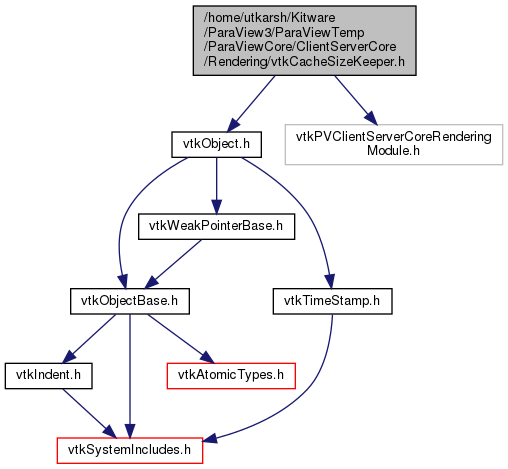 /home/utkarsh/Kitware
/ParaView3/ParaViewTemp
/ParaViewCore/ClientServerCore
/Rendering/vtkCacheSizeKeeper.h
vtkObject.h
vtkPVClientServerCoreRendering
Module.h
vtkWeakPointerBase.h
vtkObjectBase.h
vtkTimeStamp.h
vtkIndent.h
vtkAtomicTypes.h
vtkSystemIncludes.h